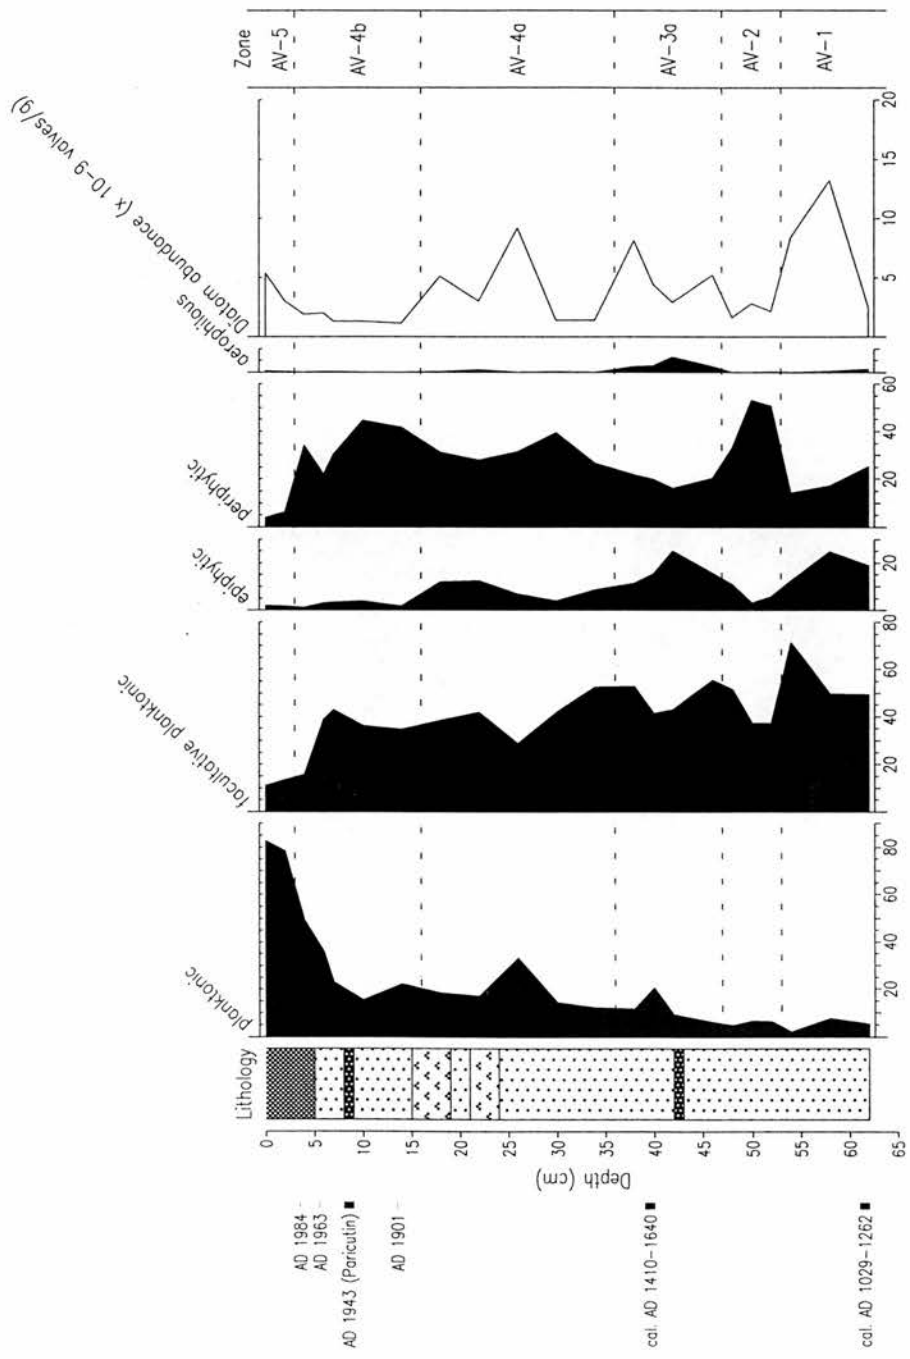 Zone
AV-5
AV-4b
AV-4a
AV-3a
AV-2
AV-1
Diatom abundance (x 10-9 valves/g)
5
10
15
20
aerophilous
periphytic
20
40
60
epiphytic
20
facultative planktonic
20
40
60
80
planktonic
20
40
60
80
Lithology
0
5
10
15
20
25
30
35
40
45
50
55
60
65
Depth (cm)
AD 1984
AD 1963
AD 1943 (Paricutin)
AD 1901
cal. AD 1410-1640
cal. AD 1029-1262